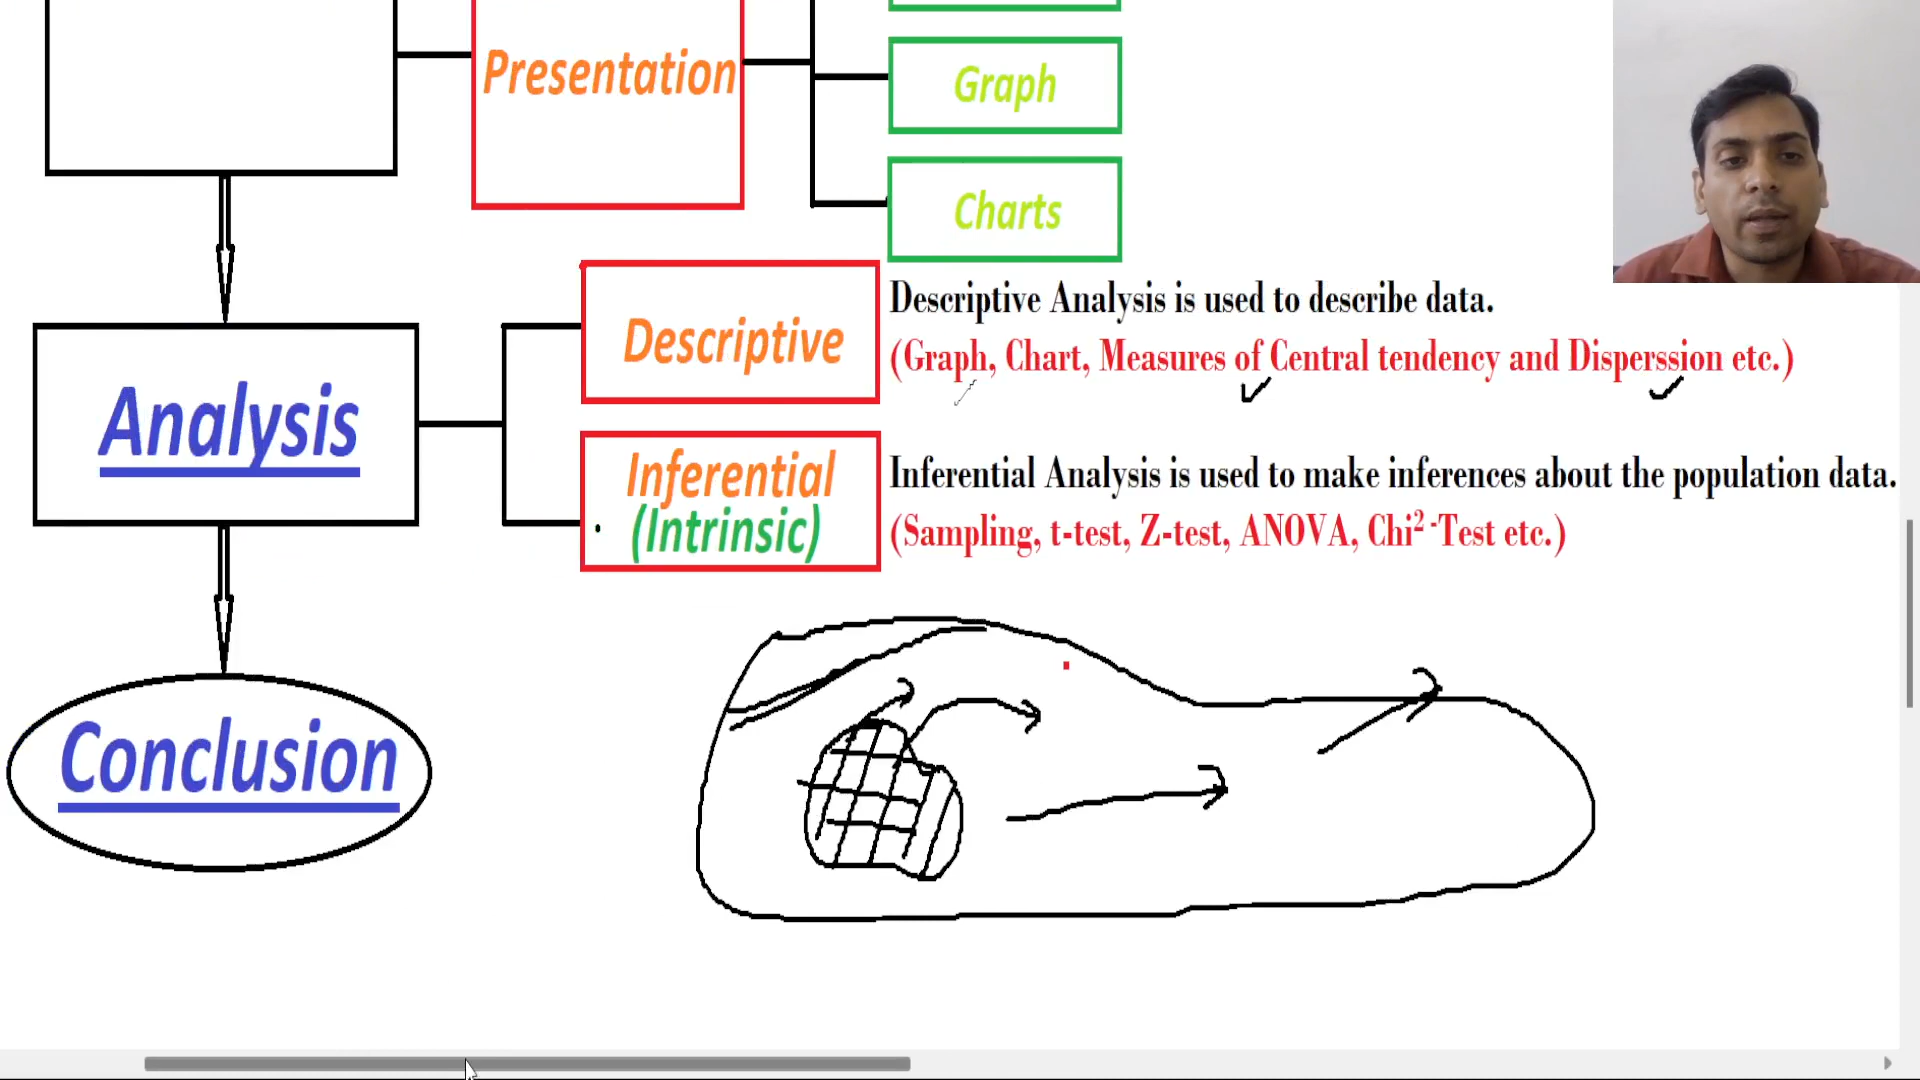 Presentation
Graph
Charts
Analysis
Descriptive
Descriptive Analysis is used to describe data.
(Graph, Chart, Measures of Central tendency and Disperssion etc.)
Inferential
(Intrinsic)
Inferential Analysis is used to make inferences about the population data.
(Sampling, t-test, Z-test, ANOVA, Chi² -Test etc.)
Conclusion